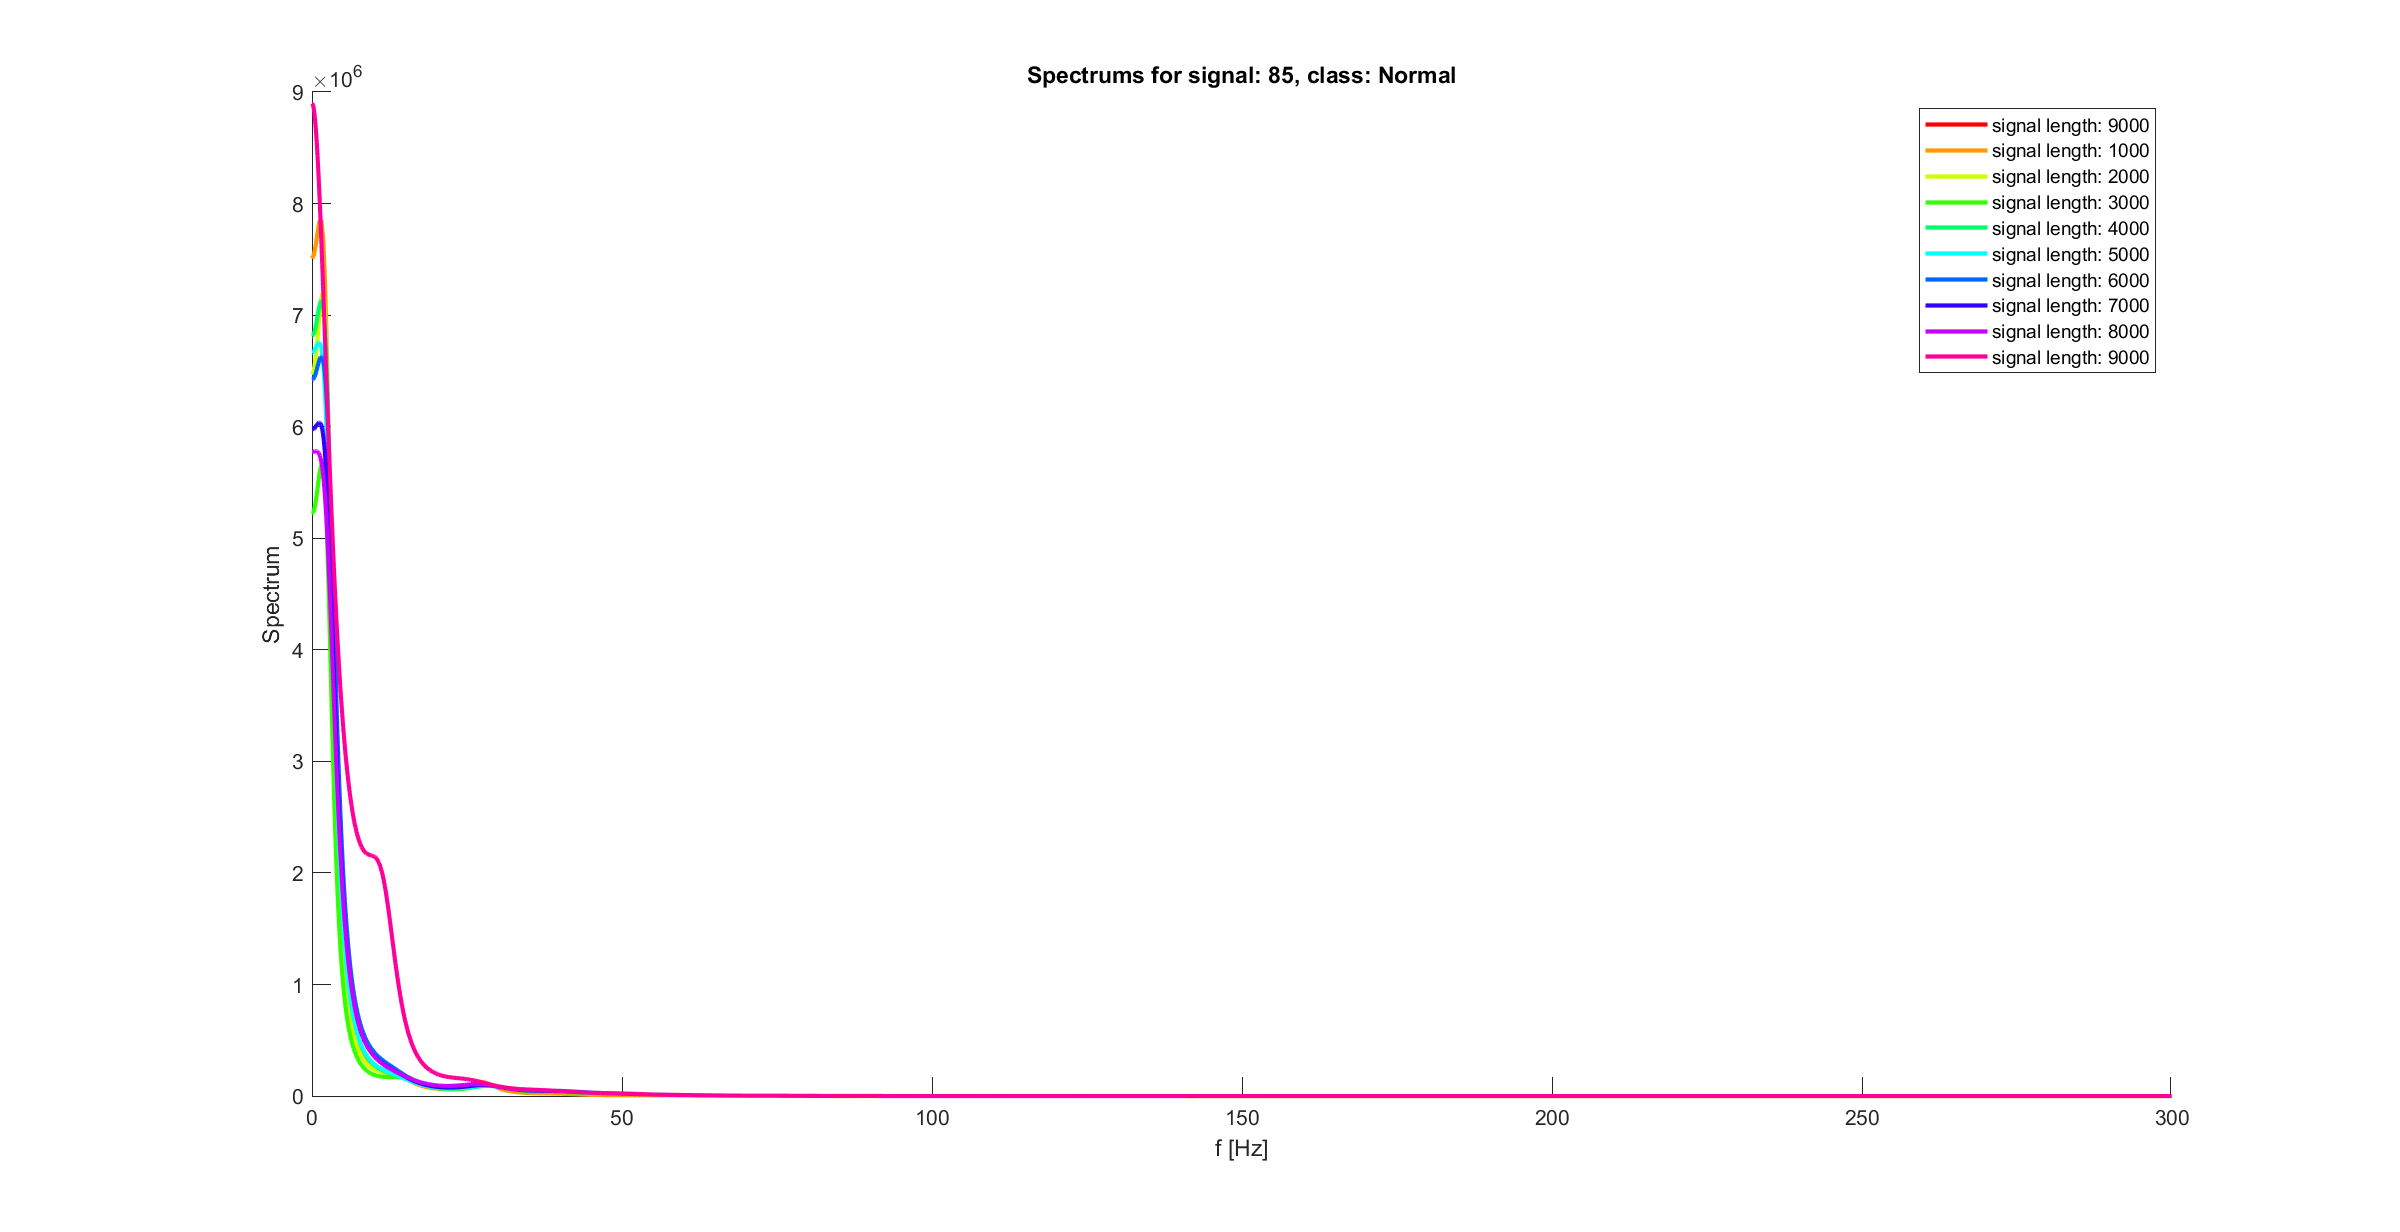 Spectrums for signal: 85, class: Normal
×10^6
9
8
7
6
5
4
3
2
1
0
Spectrum
0 50 100 150 200 250 300
f [Hz]
signal length: 9000
signal length: 1000
signal length: 2000
signal length: 3000
signal length: 4000
signal length: 5000
signal length: 6000
signal length: 7000
signal length: 8000
signal length: 9000